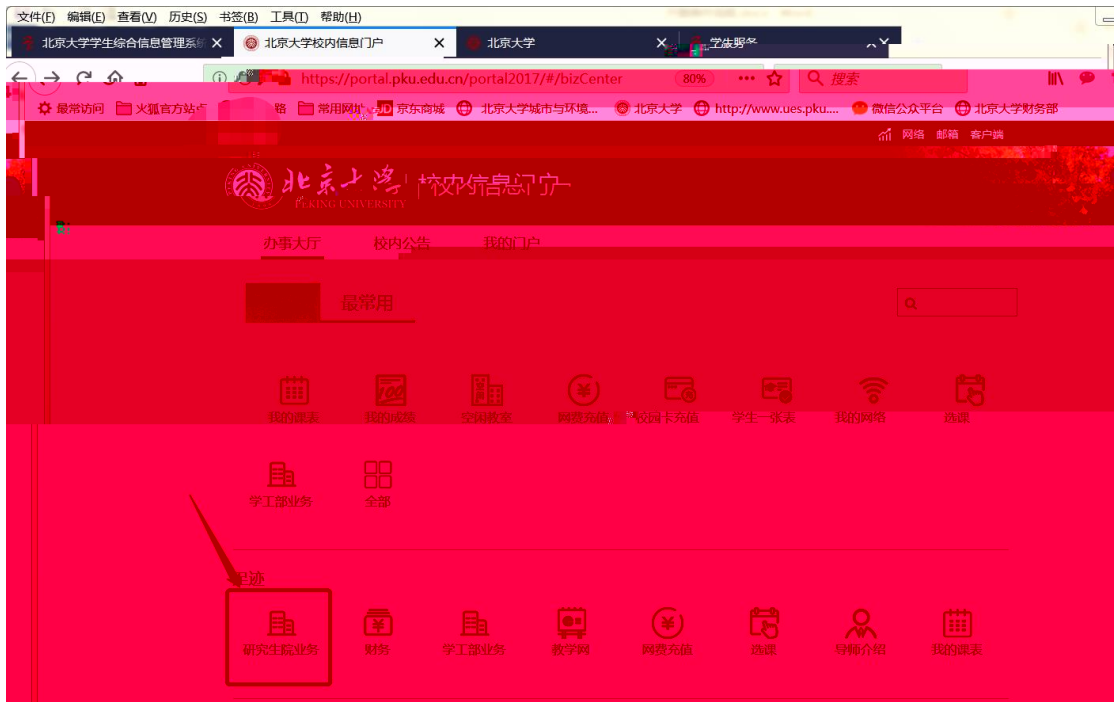 文件(F) 编辑(E) 查看(V) 历史(S) 书签(B) 工具(T) 帮助(H)
北京大学学生综合信息管理系统 北京大学校内信息门户 北京大学
https://portal.pku.edu.cn/portal2017/#/bizCenter 80% 搜索
最常访问 火狐官方站点 常用网址 JD 京东商城 北京大学城市与环境... 北京大学 http://www.ues.pku.... 微信公众平台 北京大学财务部
网络 邮箱 客户端
北京大学 校内信息门户
PEKING UNIVERSITY
办事大厅 校内公告 我的门户
最常用
我的课表 我的成绩 空闲教室 网费充值 校园卡充值 学生一张表 我的网络 选课
学工部业务 全部
足迹
研究生院业务 财务 学工部业务 教学网 网费充值 选课 导师介绍 我的课表